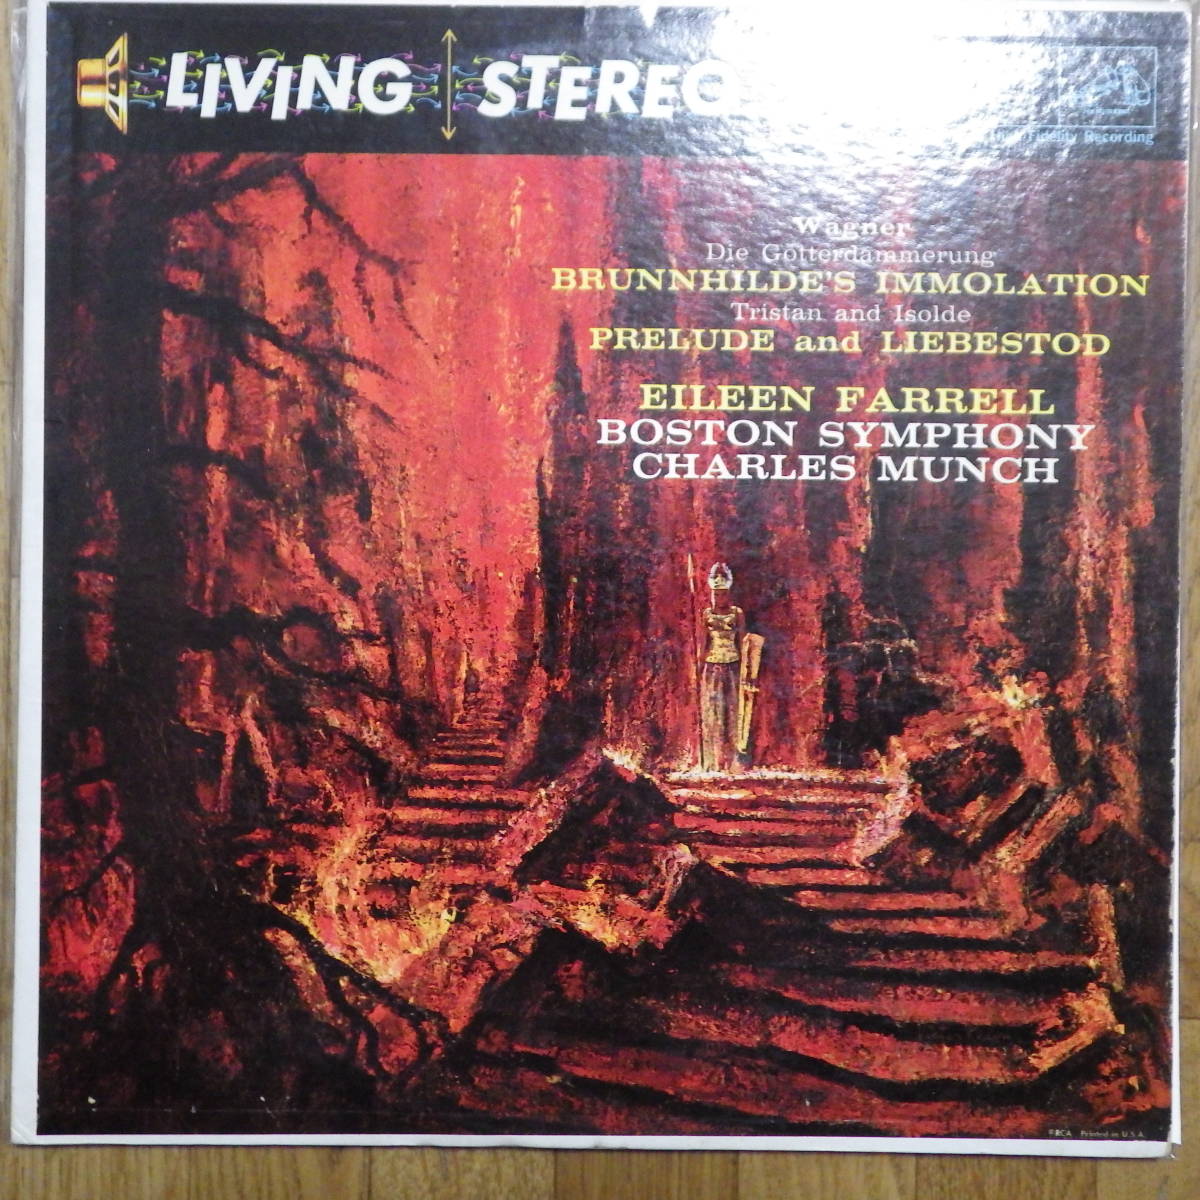 LIVING STEREO
High Fidelity Recording
Wagner
Die Gotterdammerung
BRUNNHILDE'S IMMOLATION
Tristan and Isolde
PRELUDE and LIEBESTOD
EILEEN FARRELL
BOSTON SYMPHONY
CHARLES MUNCH
©RCA Printed in U.S.A.